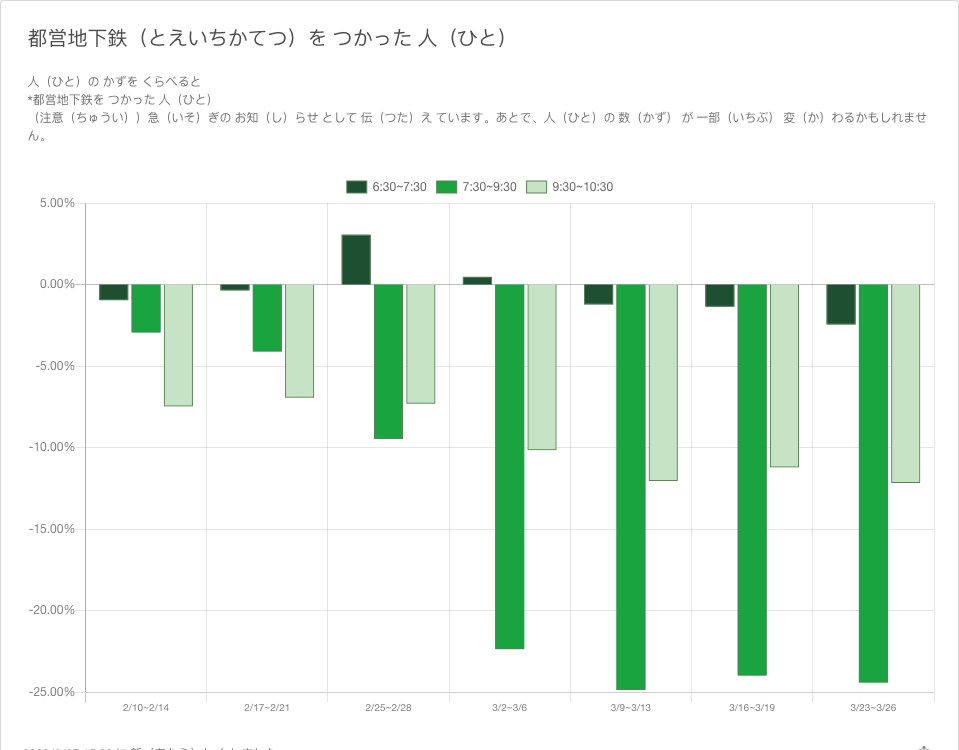 都営地下鉄（とえいちかてつ）を つかった 人（ひと）
人（ひと）の かずを くらべると
*都営地下鉄を つかった 人（ひと）
（注意（ちゅうい））急（いそ）ぎの お知（し）らせ として 伝（つた）え ています。あとで、人（ひと）の 数（かず） が 一部（いちぶ） 変（か）わるかもしれませ
ん。
6:30~7:30 7:30~9:30 9:30~10:30
5.00%
0.00%
-5.00%
-10.00%
-15.00%
-20.00%
-25.00%
2/10~2/14 2/17~2/21 2/25~2/28 3/2~3/6 3/9~3/13 3/16~3/19 3/23~3/26